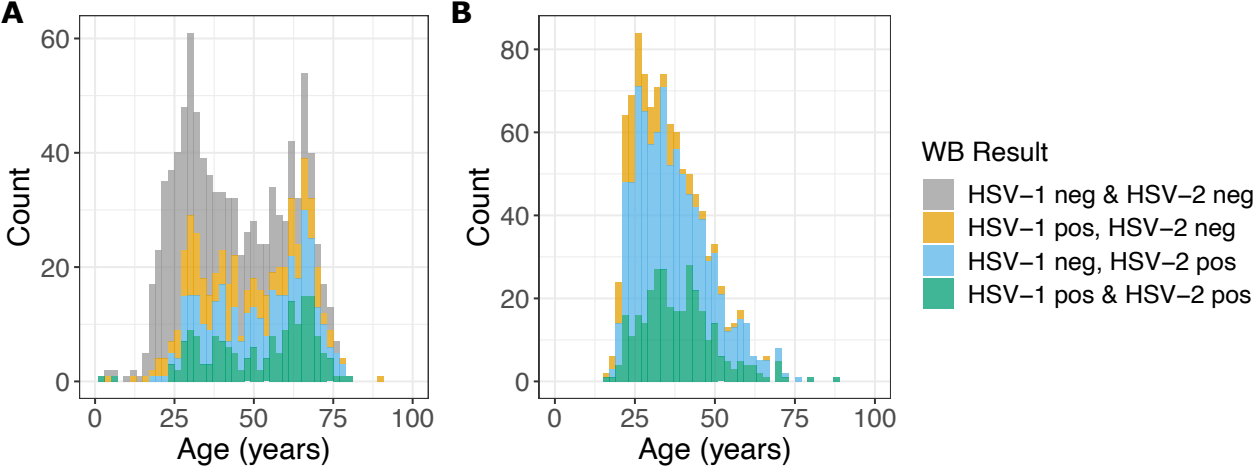 A
B
60
40
20
0
Count
0 25 50 75 100
Age (years)
80
60
40
20
0
Count
0 25 50 75 100
Age (years)
WB Result
HSV−1 neg & HSV−2 neg
HSV−1 pos, HSV−2 neg
HSV−1 neg, HSV−2 pos
HSV−1 pos & HSV−2 pos